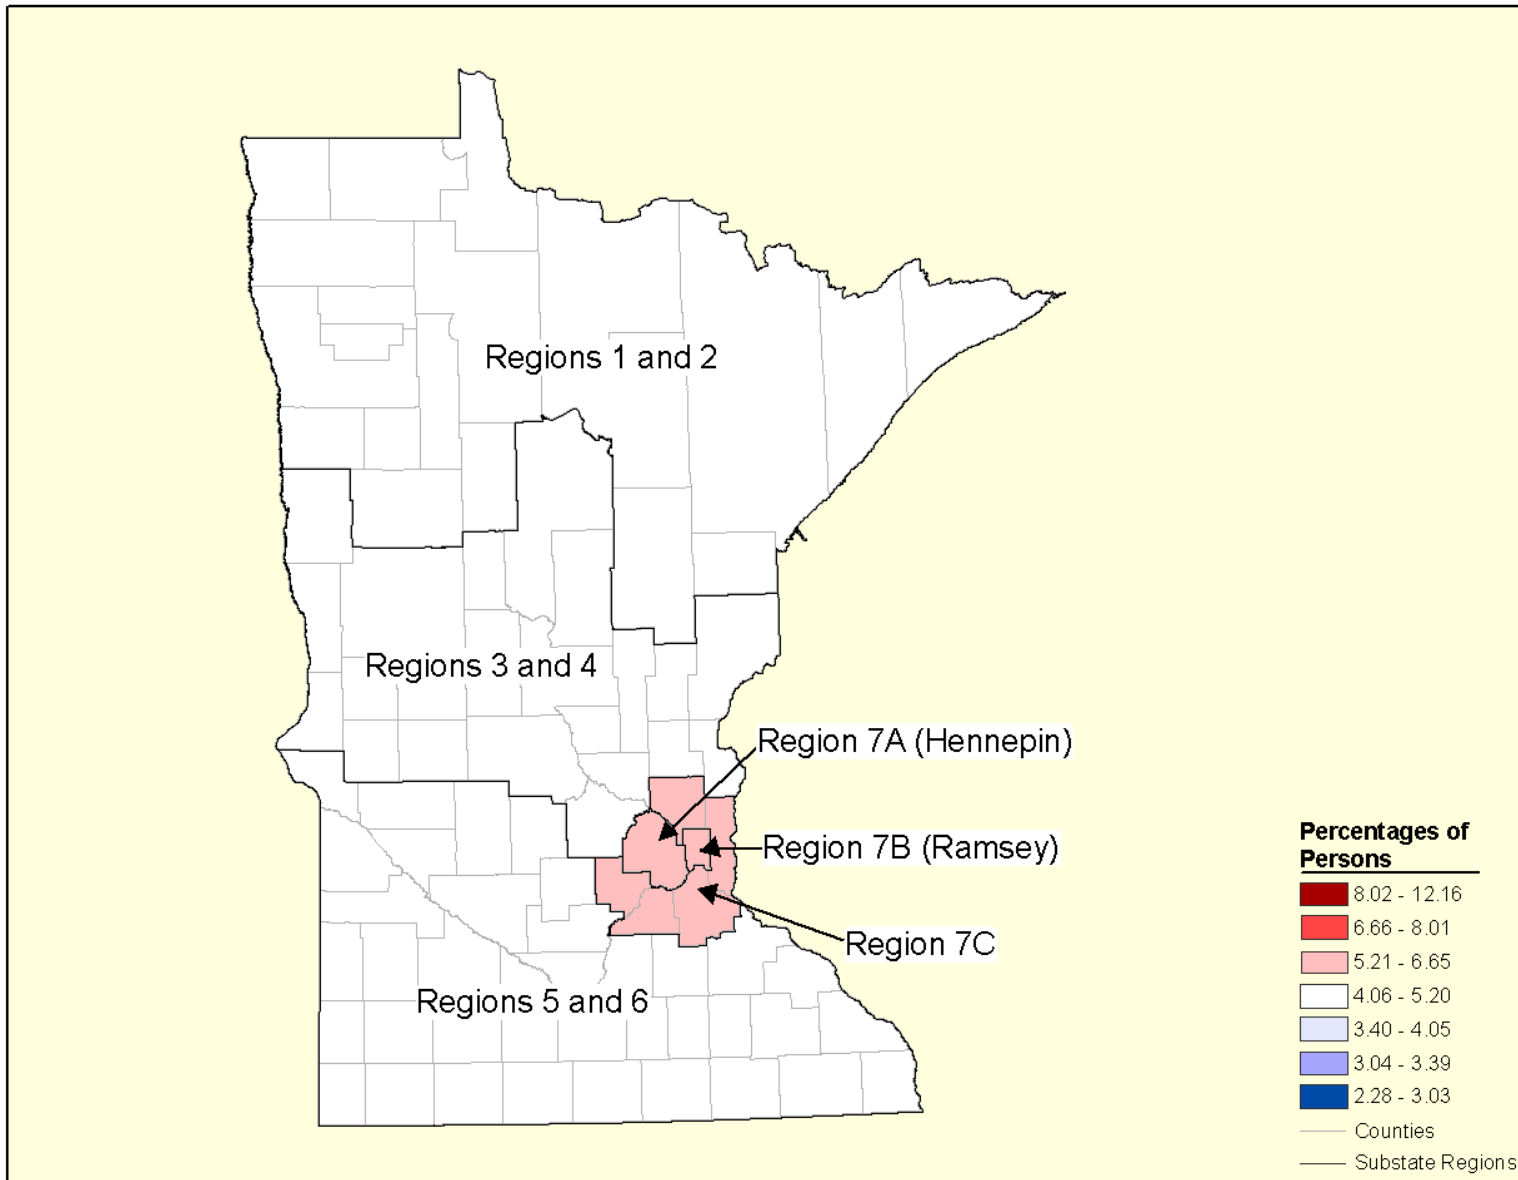 Regions 1 and 2
Regions 3 and 4
Region 7A (Hennepin)
Region 7B (Ramsey)
Region 7C
Regions 5 and 6
Percentages of
Persons
8.02 - 12.16
6.66 - 8.01
5.21 - 6.65
4.06 - 5.20
3.40 - 4.05
3.04 - 3.39
2.28 - 3.03
Counties
Substate Regions